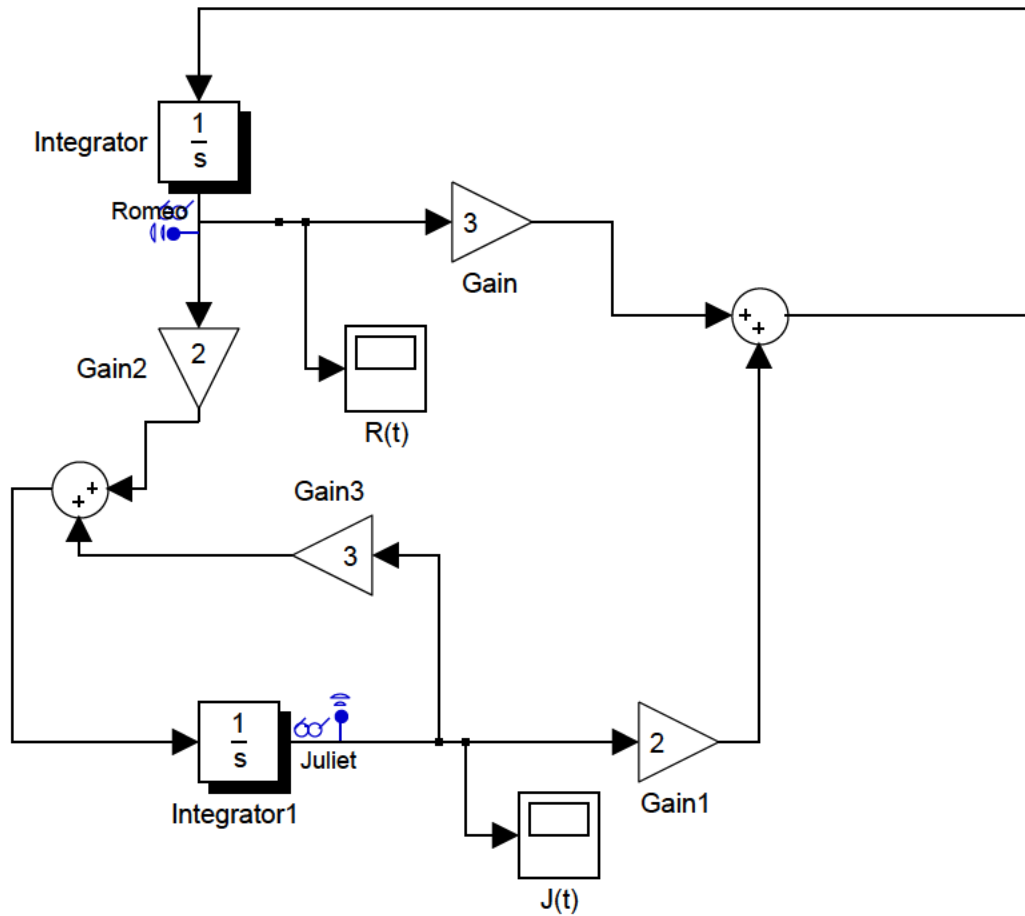 1
s
Integrator
Romeo
3
Gain
+
+
2
Gain2
R(t)
Gain3
+
+
3
1
s
Juliet
2
Integrator1
Gain1
J(t)